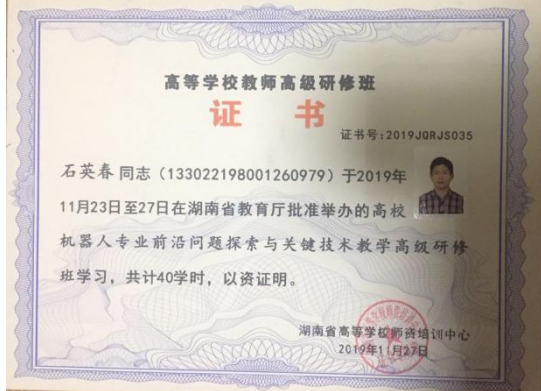 高等学校教师高级研修班
证书
证书号:2019JQRJS035
石英春同志（133022198001260979）于2019年
11月23日至27日在湖南省教育厅批准举办的高校
机器人专业前沿问题探索与关键技术教学高级研修
班学习，共计40学时，以资证明。
湖南省高等学校师资培训中心
2019年11月27日